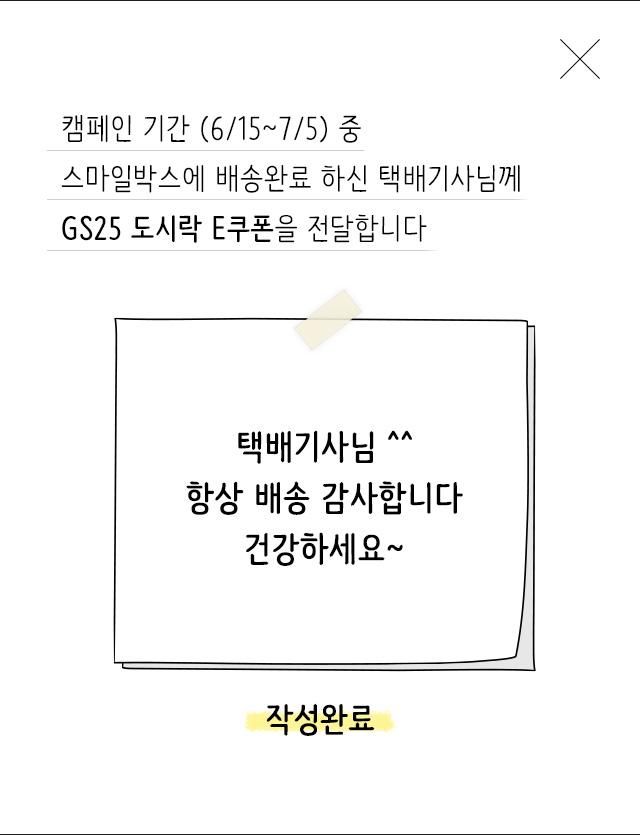 캠페인 기간 (6/15~7/5) 중
스마일박스에 배송완료 하신 택배기사님께
GS25 도시락 E쿠폰을 전달합니다
택배기사님 ^^
항상 배송 감사합니다
건강하세요~
작성완료